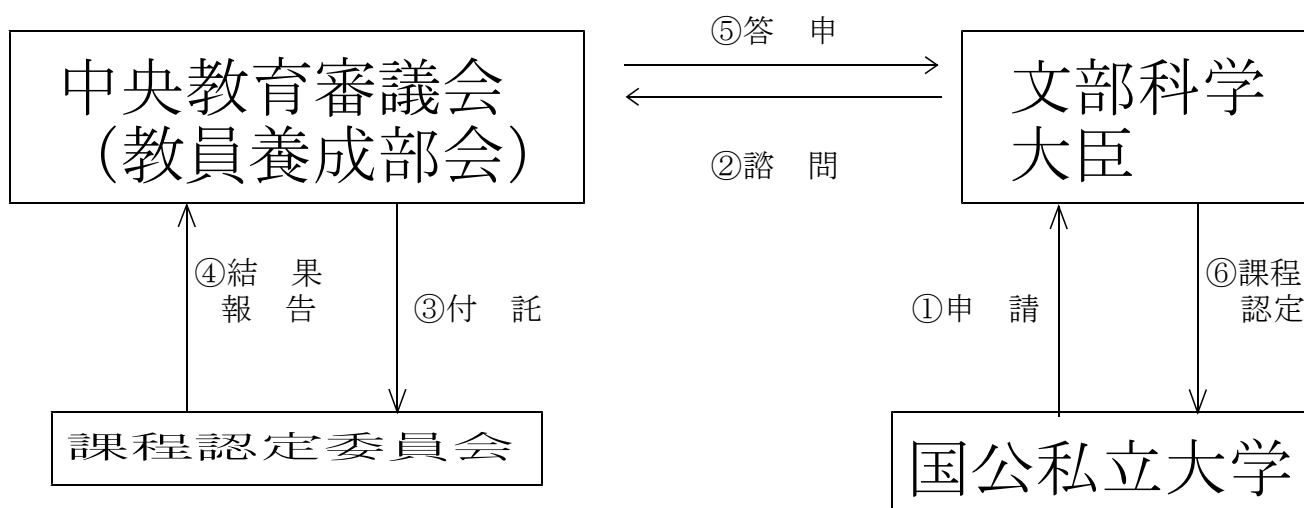 ⑤答　申
中央教育審議会
（教員養成部会）
文部科学
大臣
②諮　問
④結　果
報　告
③付　託
①申　請
⑥課程
認定
課程認定委員会
国公私立大学